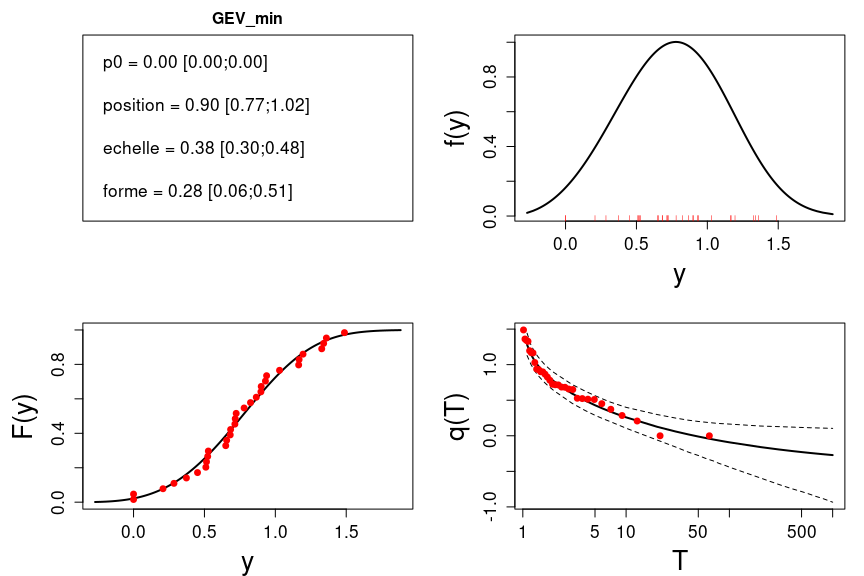 GEV_min
p0 = 0.00 [0.00;0.00]
position = 0.90 [0.77;1.02]
echelle = 0.38 [0.30;0.48]
forme = 0.28 [0.06;0.51]
f(y)
0.8
0.4
0.0
0.0 0.5 1.0 1.5
y
F(y)
0.8
0.4
0.0
0.0 0.5 1.0 1.5
y
q(T)
1.0
0.0
-1.0
1 5 10 50 500
T